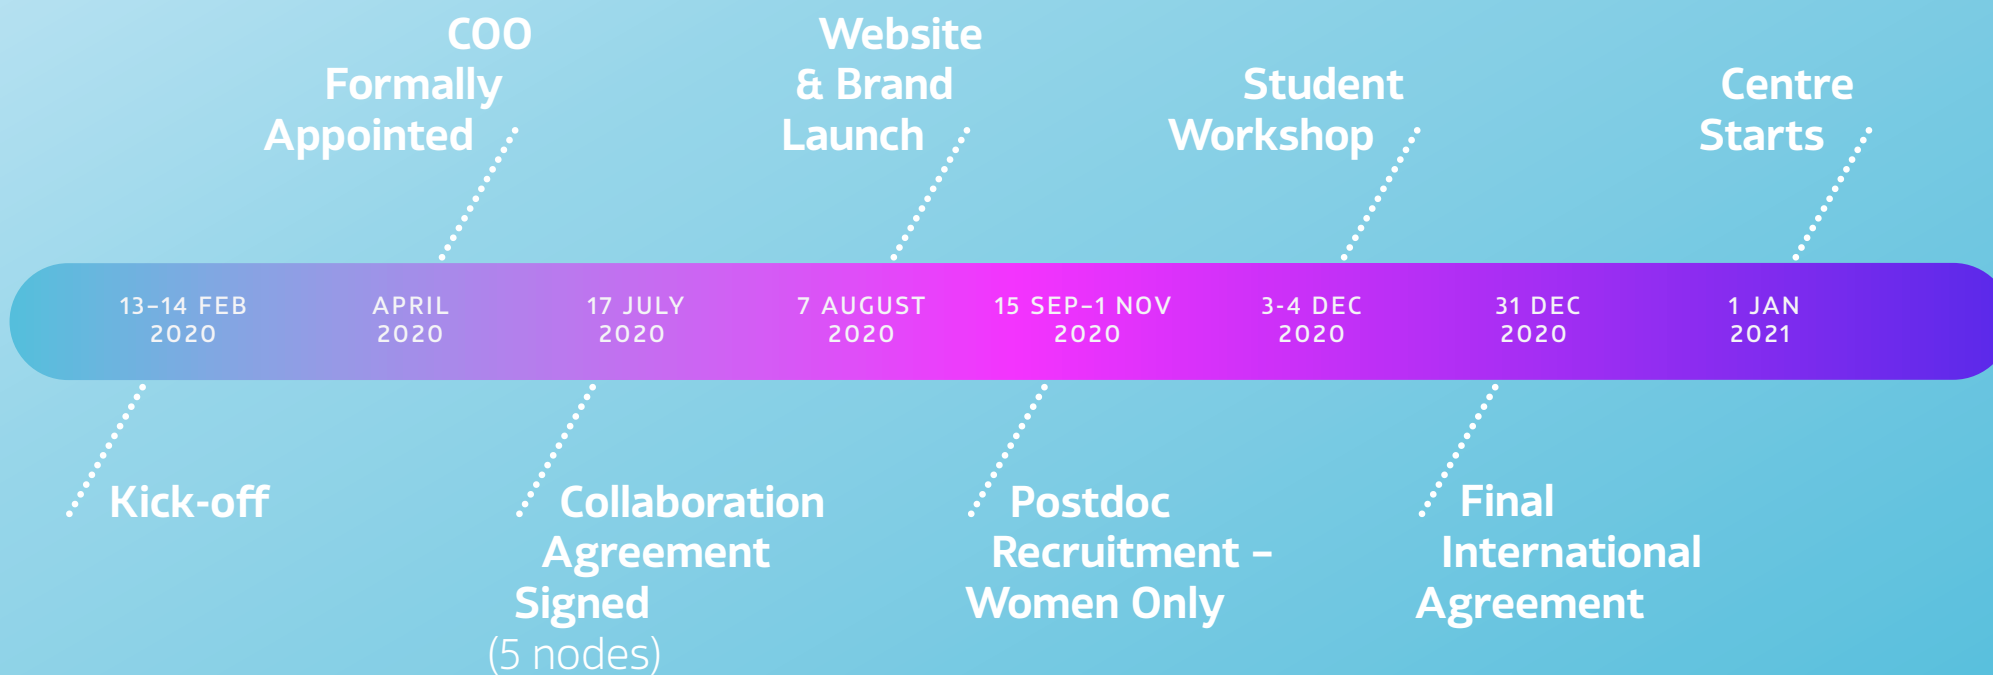 COO
Formally
Appointed
Website
& Brand
Launch
Student
Workshop
Centre
Starts
13–14 FEB
2020
APRIL
2020
17 JULY
2020
7 AUGUST
2020
15 SEP–1 NOV
2020
3-4 DEC
2020
31 DEC
2020
1 JAN
2021
Kick-off
Collaboration
Agreement
Signed
(5 nodes)
Postdoc
Recruitment –
Women Only
Final
International
Agreement